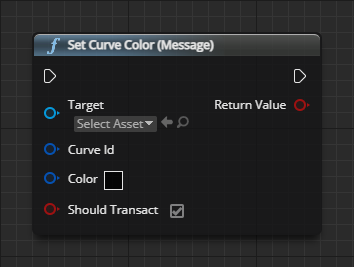 Set Curve Color (Message)
Target
Return Value
Select Asset
Curve Id
Color
Should Transact